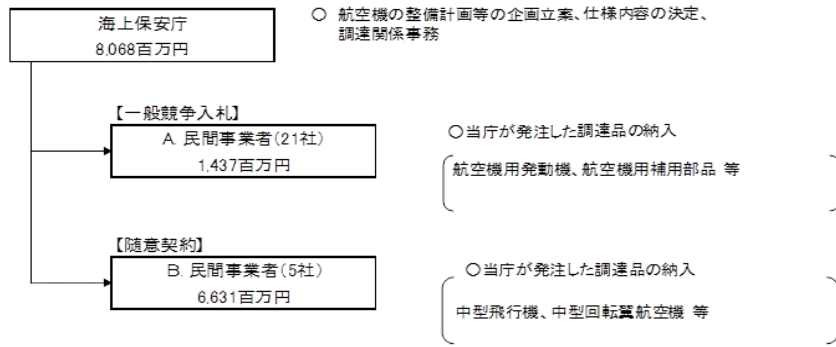 海上保安庁
8,068百万円
○ 航空機の整備計画等の企画立案、仕様内容の決定、
調達関係事務
【一般競争入札】
A. 民間事業者(21社)
1,437百万円
○当庁が発注した調達品の納入
航空機用発動機、航空機用補用部品 等
【随意契約】
B. 民間事業者(5社)
6,631百万円
○当庁が発注した調達品の納入
中型飛行機、中型回転翼航空機 等